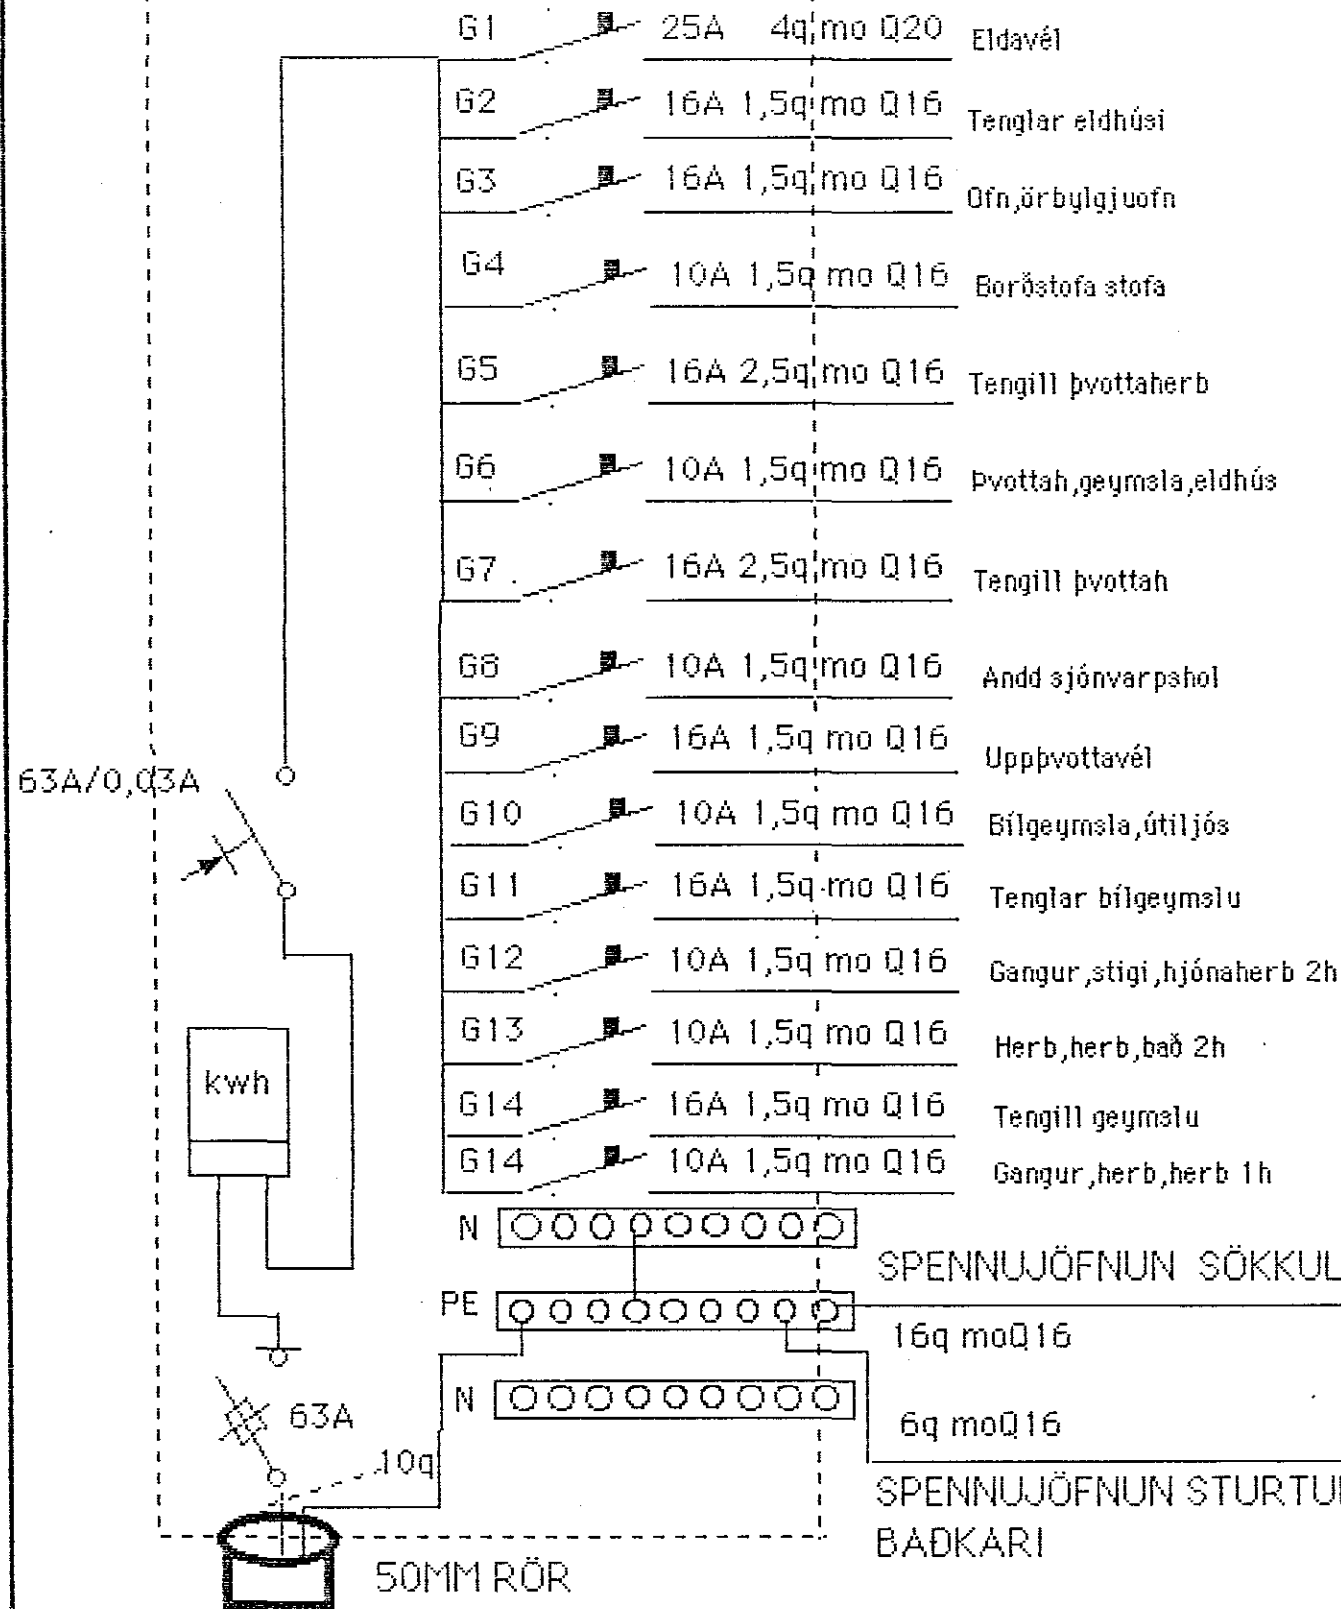 G1 25A 4q mo Q20 Eldavél
G2 16A 1,5q mo Q16 Tenglar eldhúsi
G3 16A 1,5q mo Q16 Ofn,örbylgjuofn
G4 10A 1,5q mo Q16 Borðstofa stofa
G5 16A 2,5q mo Q16 Tengill þvottaherb
G6 10A 1,5q mo Q16 Þvottah,geymsla,eldhús
G7 16A 2,5q mo Q16 Tengill þvottah
G8 10A 1,5q mo Q16 Andd sjónvarpshol
G9 16A 1,5q mo Q16 Uppþvottavél
63A/0,03A
G10 10A 1,5q mo Q16 Bílgeymsla,útiljós
G11 16A 1,5q mo Q16 Tenglar bílgeymslu
G12 10A 1,5q mo Q16 Gangur,stigi,hjónaherb 2h
G13 10A 1,5q mo Q16 Herb,herb,bað 2h
kwh
G14 16A 1,5q mo Q16 Tengill geymslu
G14 10A 1,5q mo Q16 Gangur,herb,herb 1h
N
SPENNUJÖFNUN SÖKKUL
PE
16q moQ16
N
63A
6q moQ16
10q
SPENNUJÖFNUN STURTU
BAÐKARI
50MM RÖR